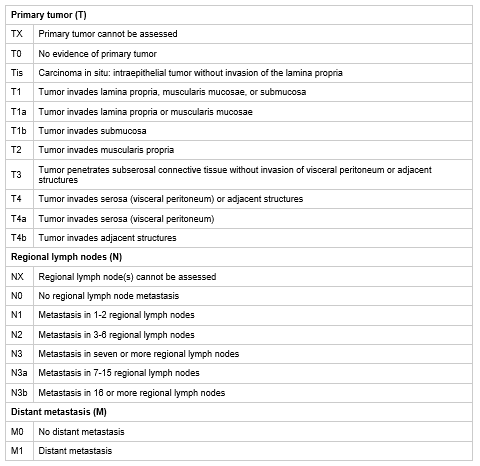 Primary tumor (T)
TX Primary tumor cannot be assessed
T0 No evidence of primary tumor
Tis Carcinoma in situ: intraepithelial tumor without invasion of the lamina propria
T1 Tumor invades lamina propria, muscularis mucosae, or submucosa
T1a Tumor invades lamina propria or muscularis mucosae
T1b Tumor invades submucosa
T2 Tumor invades muscularis propria
T3 Tumor penetrates subserosal connective tissue without invasion of visceral peritoneum or adjacent
structures
T4 Tumor invades serosa (visceral peritoneum) or adjacent structures
T4a Tumor invades serosa (visceral peritoneum)
T4b Tumor invades adjacent structures
Regional lymph nodes (N)
NX Regional lymph node(s) cannot be assessed
N0 No regional lymph node metastasis
N1 Metastasis in 1-2 regional lymph nodes
N2 Metastasis in 3-6 regional lymph nodes
N3 Metastasis in seven or more regional lymph nodes
N3a Metastasis in 7-15 regional lymph nodes
N3b Metastasis in 16 or more regional lymph nodes
Distant metastasis (M)
M0 No distant metastasis
M1 Distant metastasis